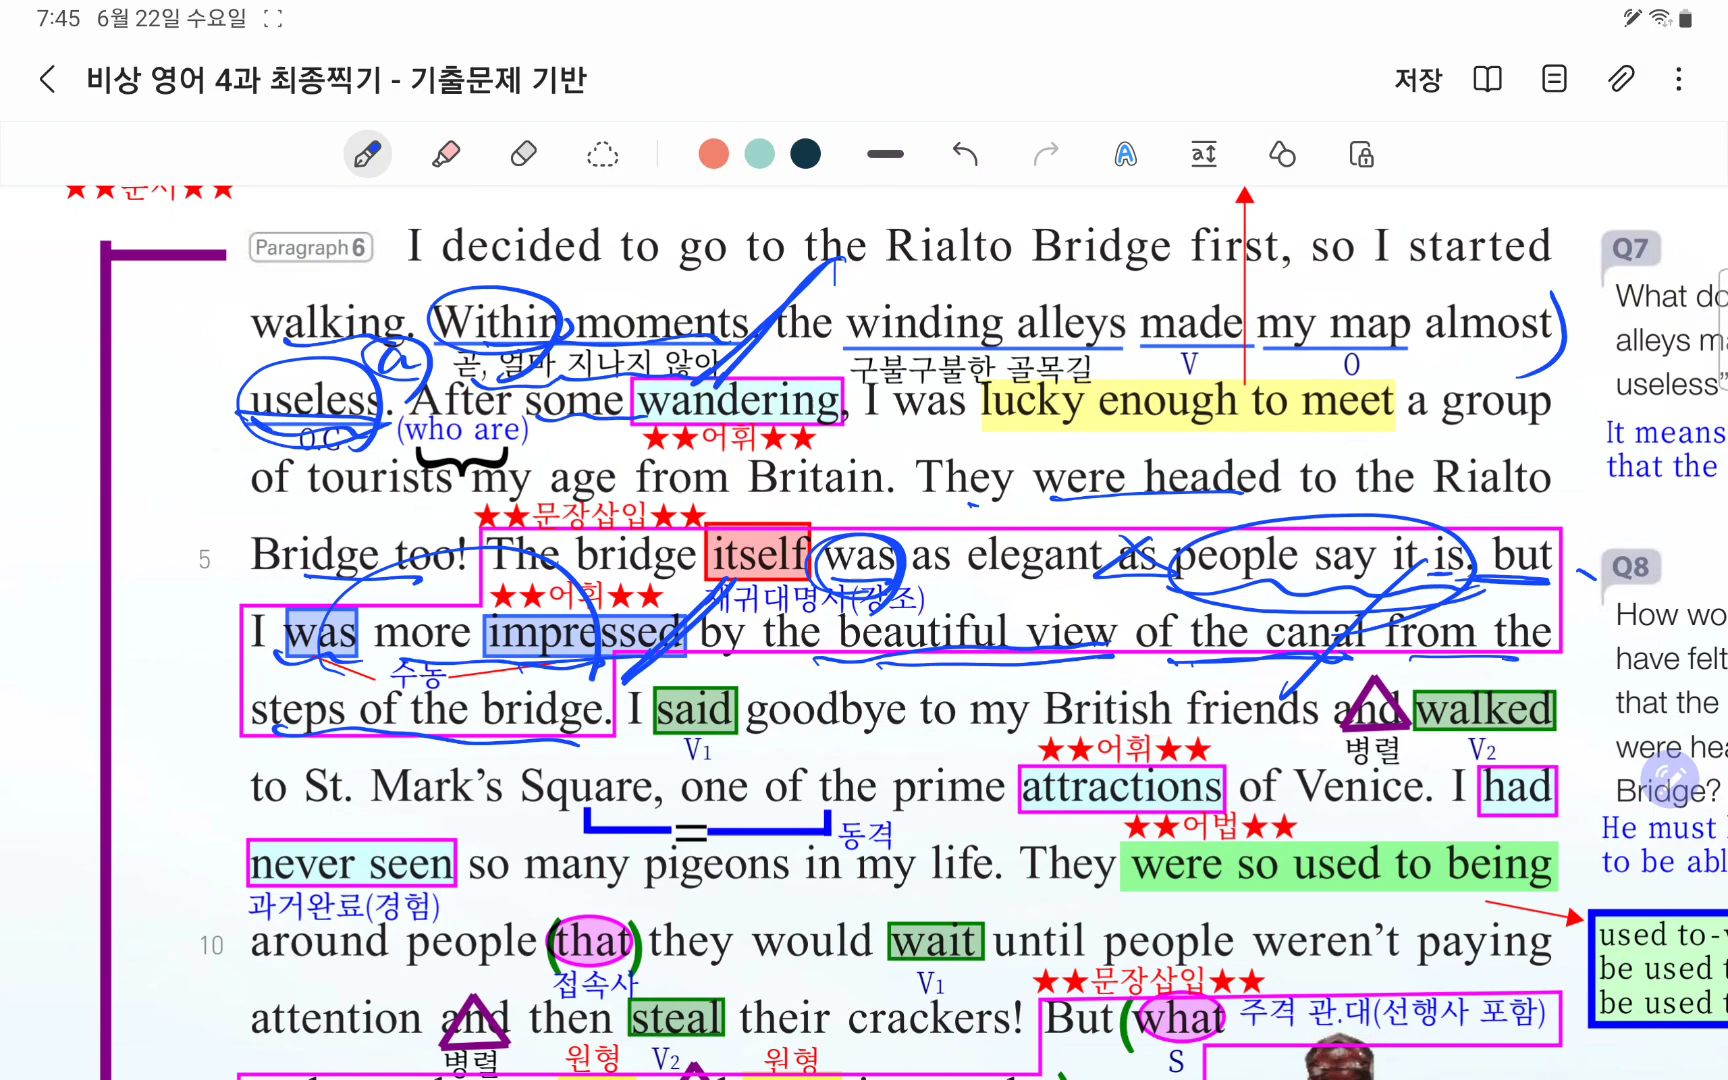 7:45 6월 22일 수요일
비상 영어 4과 최종찍기 - 기출문제 기반
저장
★★순서★★
Paragraph 6 I decided to go to the Rialto Bridge first, so I started
walking. Within moments, the winding alleys made my map almost
곧, 얼마 지나지 않아 구불구불한 골목길 V O
a
useless. After some wandering, I was lucky enough to meet a group
O.C (who are) ★★어휘★★
of tourists my age from Britain. They were headed to the Rialto
★★문장삽입★★
5 Bridge too! The bridge itself was as elegant as people say it is, but
★★어휘★★ 재귀대명사(강조)
I was more impressed by the beautiful view of the canal from the
수동
steps of the bridge. I said goodbye to my British friends and walked
V1 ★★어휘★★ 병렬 V2
to St. Mark's Square, one of the prime attractions of Venice. I had
= 동격 ★★어법★★
never seen so many pigeons in my life. They were so used to being
과거완료(경험)
10 around people (that) they would wait until people weren't paying
접속사 V1 ★★문장삽입★★
attention and then steal their crackers! But (what 주격 관.대(선행사 포함)
병렬 원형 V2 원형 S
Q7
What do
alleys m
useless"
It means
that the
Q8
How wo
have felt
that the
were hea
Bridge?
He must
to be abl
used to-v
be used t
be used t